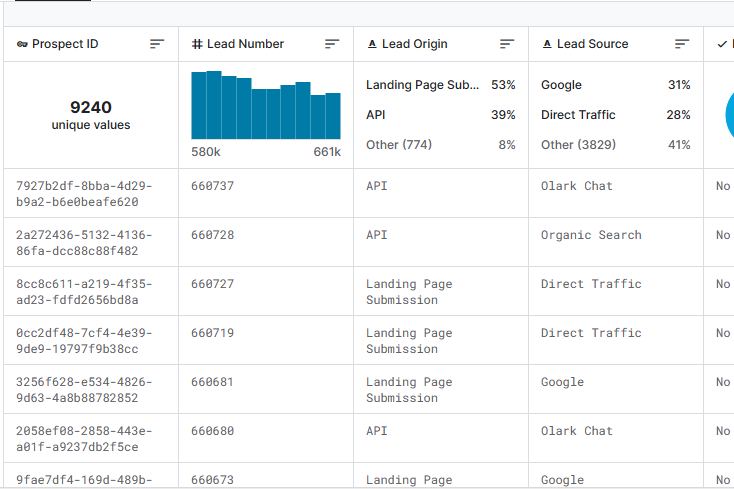 Prospect ID
Lead Number
Lead Origin
Lead Source
9240
unique values
580k
661k
Landing Page Sub... 53%
API 39%
Other (774) 8%
Google 31%
Direct Traffic 28%
Other (3829) 41%
7927b2df-8bba-4d29-
b9a2-b6e0beafe620
660737
API
Olark Chat
No
2a272436-5132-4136-
86fa-dcc88c88f482
660728
API
Organic Search
No
8cc8c611-a219-4f35-
ad23-fdfd2656bd8a
660727
Landing Page
Submission
Direct Traffic
No
0cc2df48-7cf4-4e39-
9de9-19797f9b38cc
660719
Landing Page
Submission
Direct Traffic
No
3256f628-e534-4826-
9d63-4a8b88782852
660681
Landing Page
Submission
Google
No
2058ef08-2858-443e-
a01f-a9237db2f5ce
660680
API
Olark Chat
No
9fae7df4-169d-489b-
660673
Landing Page
Google
No